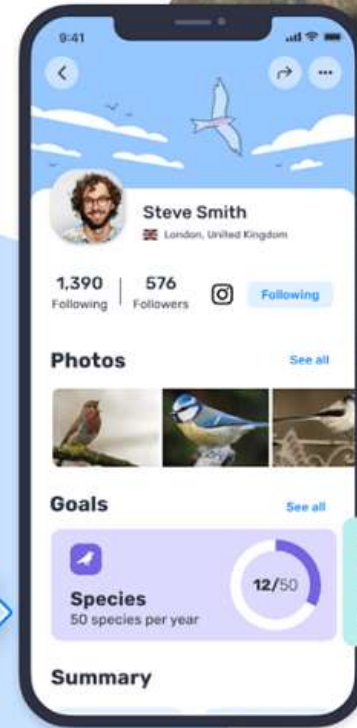 9:41
Steve Smith
London, United Kingdom
1,390
Following
576
Followers
Following
Photos
See all
Goals
See all
Species
50 species per year
12/50
Summary